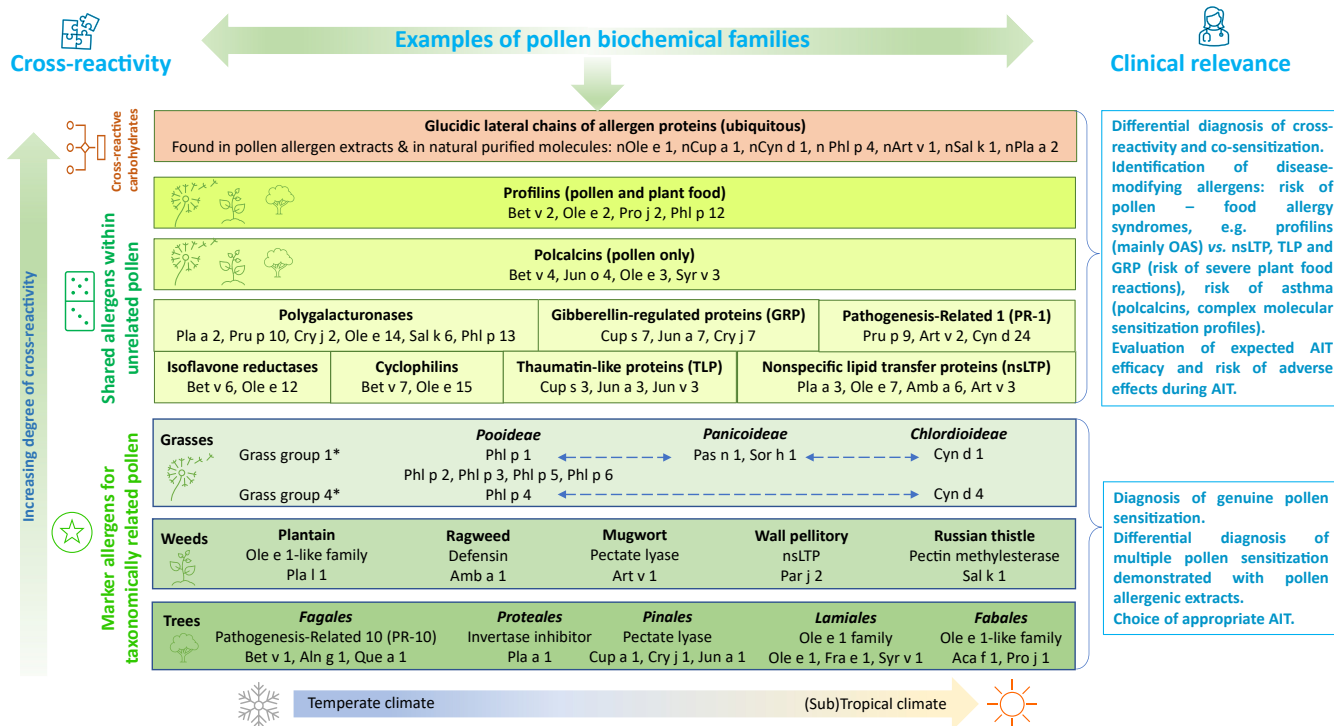 Cross-reactivity
Examples of pollen biochemical families
Clinical relevance
Increasing degree of cross-reactivity
Cross-reactive
carbohydrates
Glucidic lateral chains of allergen proteins (ubiquitous)
Found in pollen allergen extracts & in natural purified molecules: nOle e 1, nCup a 1, nCyn d 1, n Phl p 4, nArt v 1, nSal k 1, nPla a 2
Shared allergens within
unrelated pollen
Profilins (pollen and plant food)
Bet v 2, Ole e 2, Pro j 2, Phl p 12
Polcalcins (pollen only)
Bet v 4, Jun o 4, Ole e 3, Syr v 3
Polygalacturonases
Pla a 2, Pru p 10, Cry j 2, Ole e 14, Sal k 6, Phl p 13
Gibberellin-regulated proteins (GRP)
Cup s 7, Jun a 7, Cry j 7
Pathogenesis-Related 1 (PR-1)
Pru p 9, Art v 2, Cyn d 24
Isoflavone reductases
Bet v 6, Ole e 12
Cyclophilins
Bet v 7, Ole e 15
Thaumatin-like proteins (TLP)
Cup s 3, Jun a 3, Jun v 3
Nonspecific lipid transfer proteins (nsLTP)
Pla a 3, Ole e 7, Amb a 6, Art v 3
Differential diagnosis of cross-
reactivity and co-sensitization.
Identification of disease-
modifying allergens: risk of
pollen – food allergy
syndromes, e.g. profilins
(mainly OAS) vs. nsLTP, TLP and
GRP (risk of severe plant food
reactions), risk of asthma
(polcalcins, complex molecular
sensitization profiles).
Evaluation of expected AIT
efficacy and risk of adverse
effects during AIT.
Marker allergens for
taxonomically related pollen
Grasses
Pooideae
Panicoideae
Chlordioideae
Grass group 1*
Phl p 1
Pas n 1, Sor h 1
Cyn d 1
Phl p 2, Phl p 3, Phl p 5, Phl p 6
Grass group 4*
Phl p 4
Cyn d 4
Weeds
Plantain
Ole e 1-like family
Pla l 1
Ragweed
Defensin
Amb a 1
Mugwort
Pectate lyase
Art v 1
Wall pellitory
nsLTP
Par j 2
Russian thistle
Pectin methylesterase
Sal k 1
Trees
Fagales
Pathogenesis-Related 10 (PR-10)
Bet v 1, Aln g 1, Que a 1
Proteales
Invertase inhibitor
Pla a 1
Pinales
Pectate lyase
Cup a 1, Cry j 1, Jun a 1
Lamiales
Ole e 1 family
Ole e 1, Fra e 1, Syr v 1
Fabales
Ole e 1-like family
Aca f 1, Pro j 1
Diagnosis of genuine pollen
sensitization.
Differential diagnosis of
multiple pollen sensitization
demonstrated with pollen
allergenic extracts.
Choice of appropriate AIT.
Temperate climate
(Sub)Tropical climate